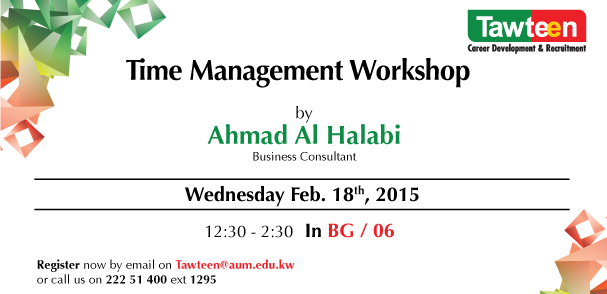 Tawteen
Career Development & Recruitment
Time Management Workshop
by
Ahmad Al Halabi
Business Consultant
Wednesday Feb. 18th, 2015
12:30 - 2:30 In BG / 06
Register now by email on Tawteen@aum.edu.kw
or call us on 222 51 400 ext 1295